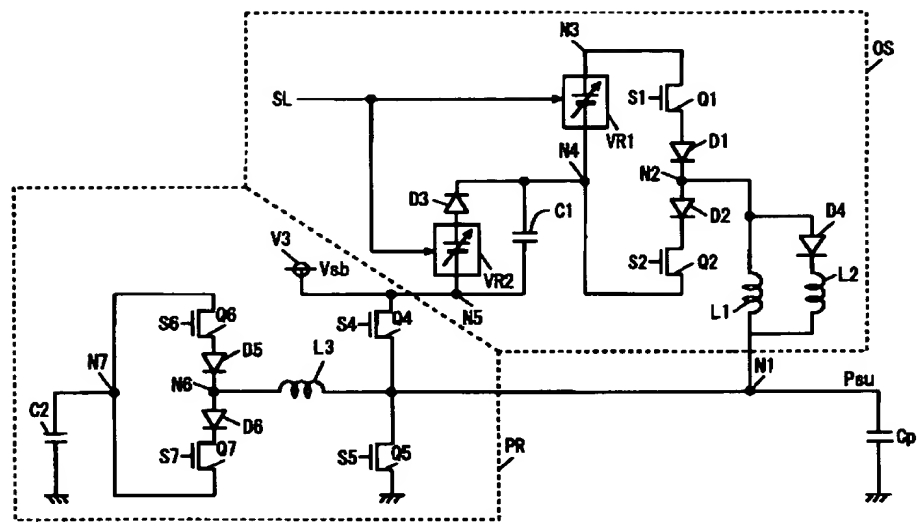 N3
OS
SL
S1
Q1
VR1
D1
N4
N2
D3
C1
D2
D4
V3
Vsb
VR2
S2
Q2
L1
L2
N5
S6
Q6
S4
Q4
D5
L3
N7
N6
N1
Psu
C2
D6
Cp
S7
Q7
S5
Q5
PR